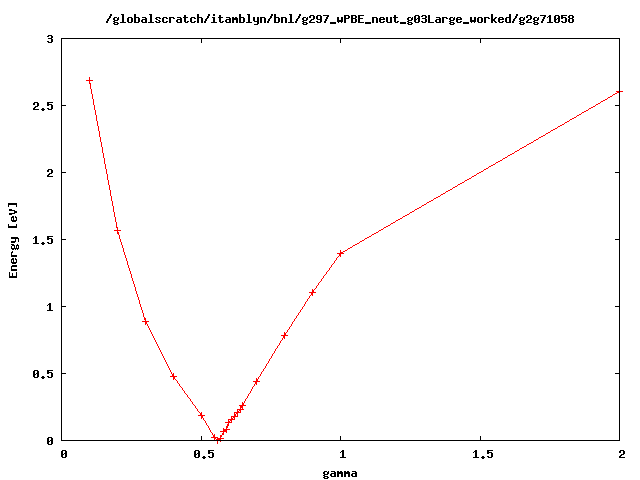 /globalscratch/itamblyn/bnl/g297_wPBE_neut_g03Large_worked/g2g71058
3
2.5
2
1.5
1
0.5
0
Energy [eV]
0 0.5 1 1.5 2
gamma